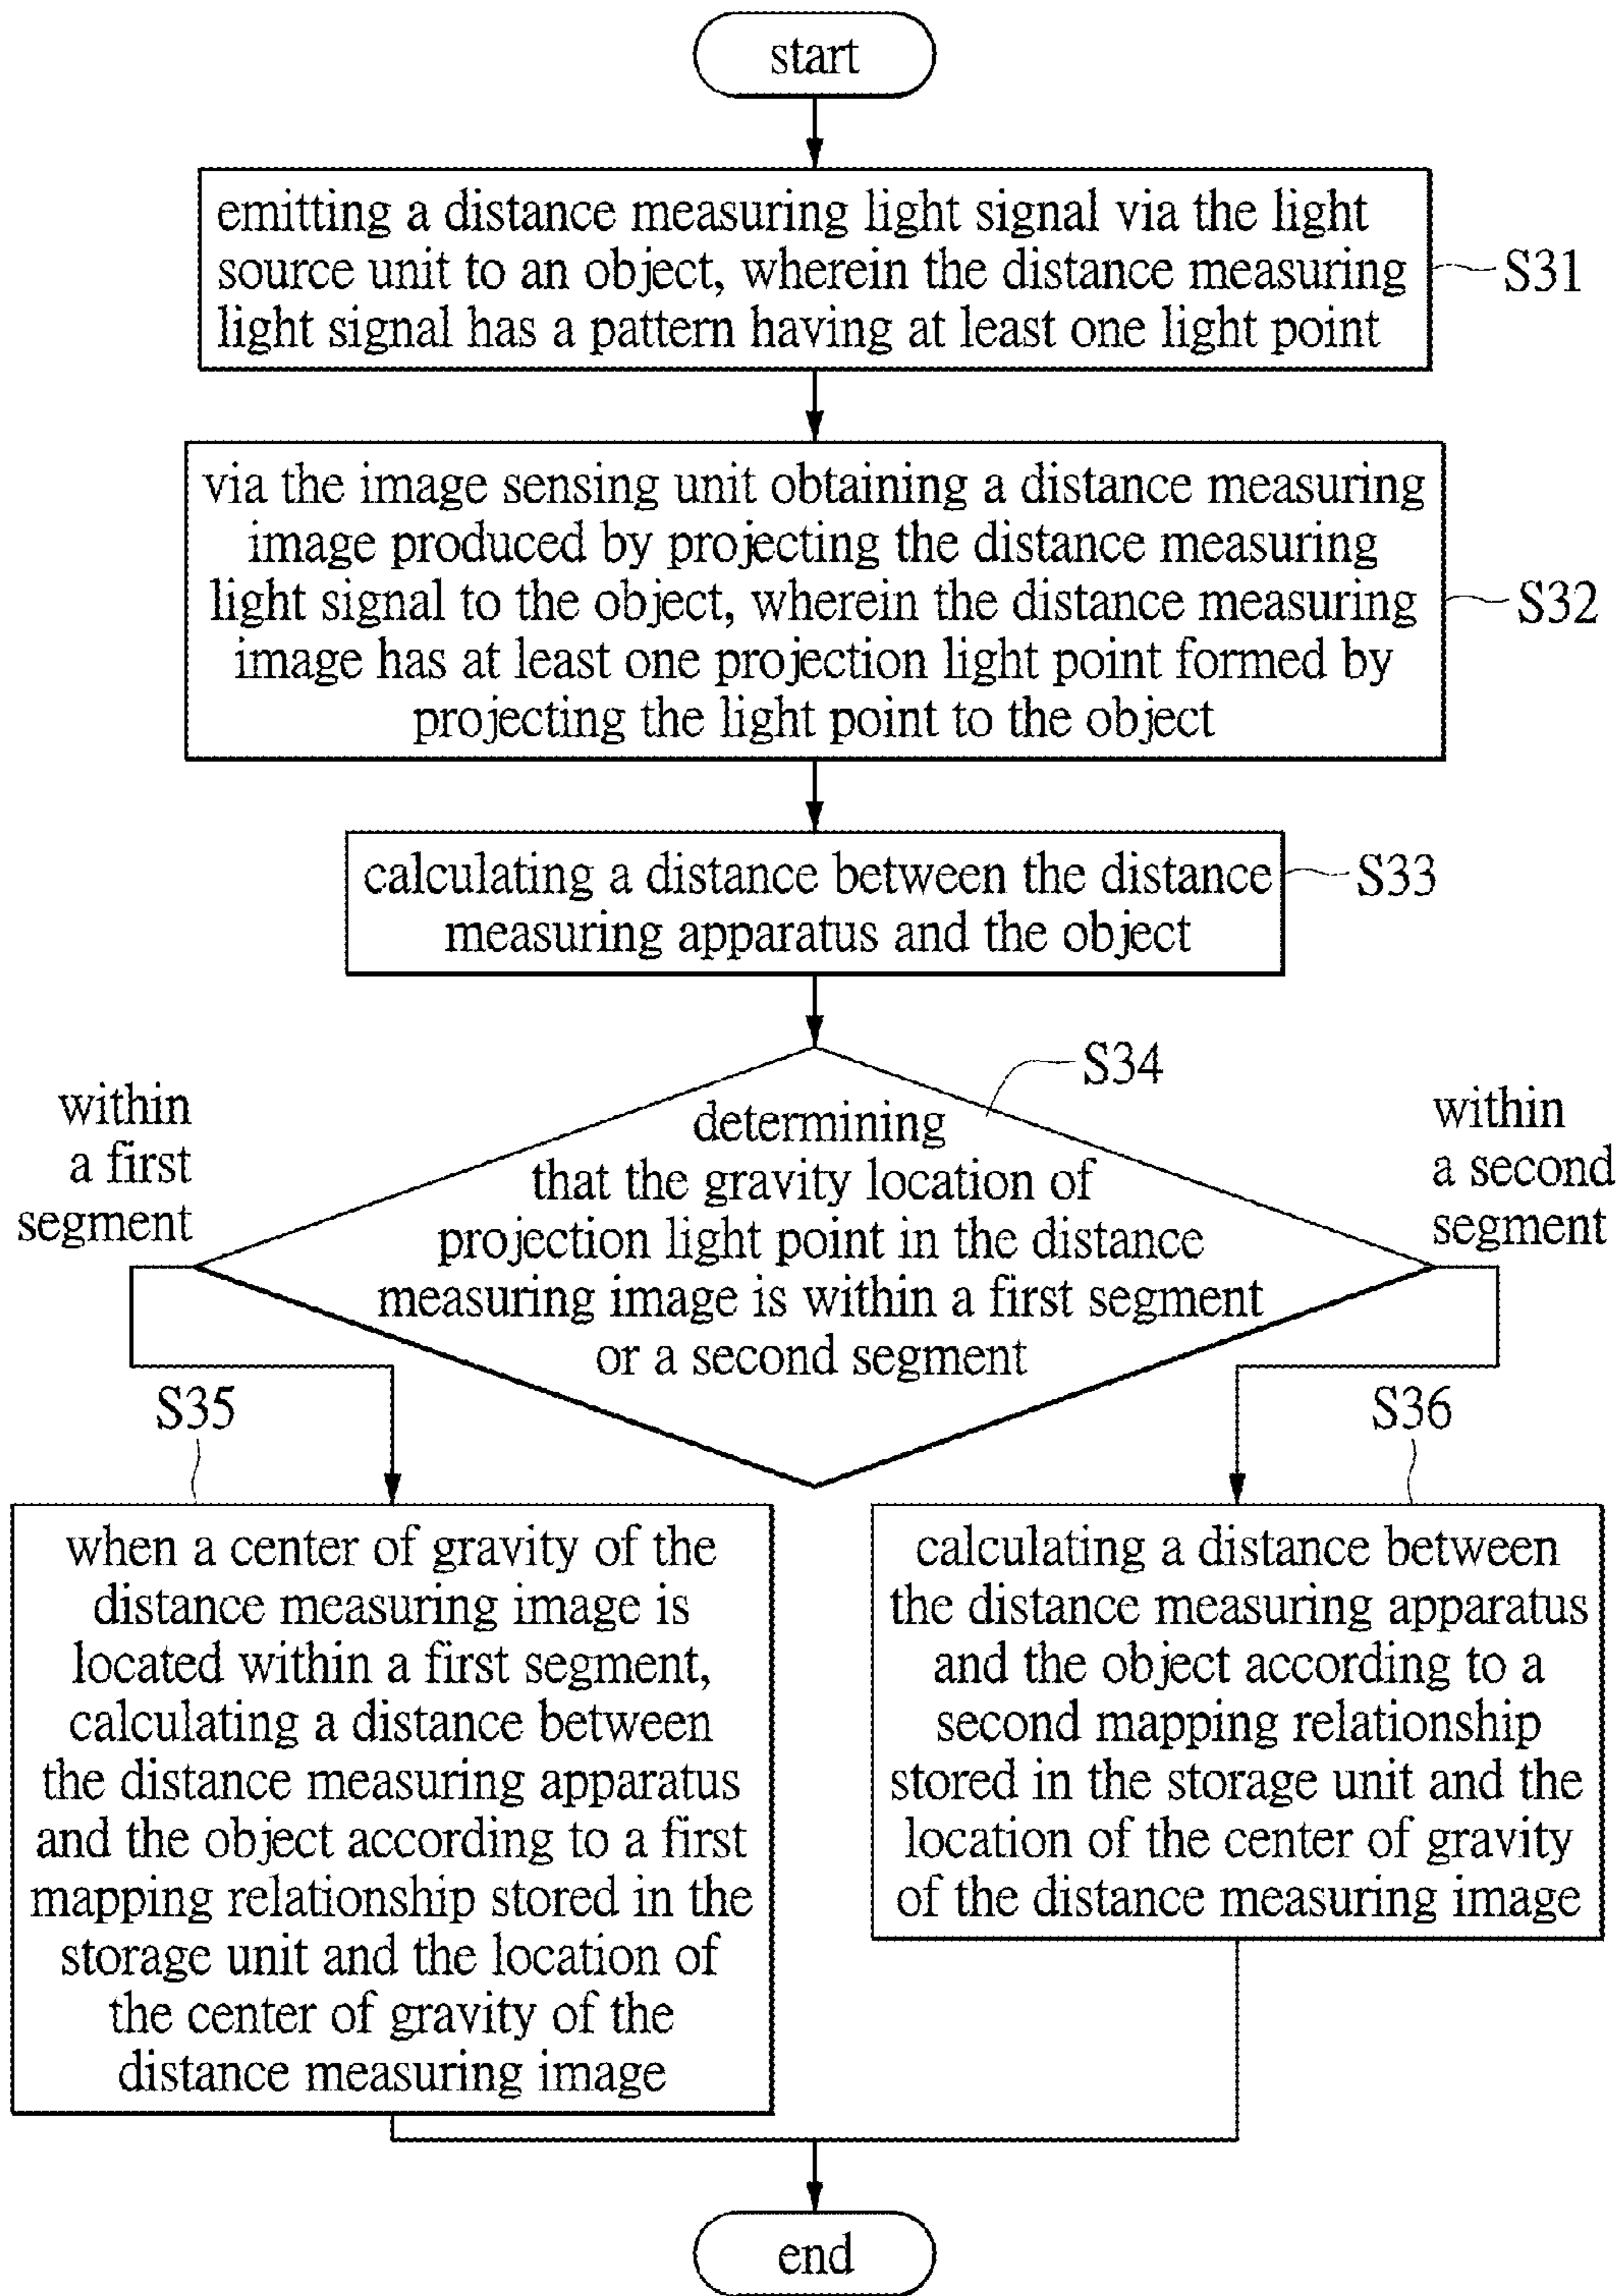 start
emitting a distance measuring light signal via the light
source unit to an object, wherein the distance measuring
light signal has a pattern having at least one light point
S31
via the image sensing unit obtaining a distance measuring
image produced by projecting the distance measuring
light signal to the object, wherein the distance measuring
image has at least one projection light point formed by
projecting the light point to the object
S32
calculating a distance between the distance
measuring apparatus and the object
S33
S34
determining
that the gravity location of
projection light point in the distance
measuring image is within a first segment
or a second segment
within
a first
segment
within
a second
segment
S35
when a center of gravity of the
distance measuring image is
located within a first segment,
calculating a distance between
the distance measuring apparatus
and the object according to a first
mapping relationship stored in the
storage unit and the location of
the center of gravity of the
distance measuring image
S36
calculating a distance between
the distance measuring apparatus
and the object according to a
second mapping relationship
stored in the storage unit and the
location of the center of gravity
of the distance measuring image
end